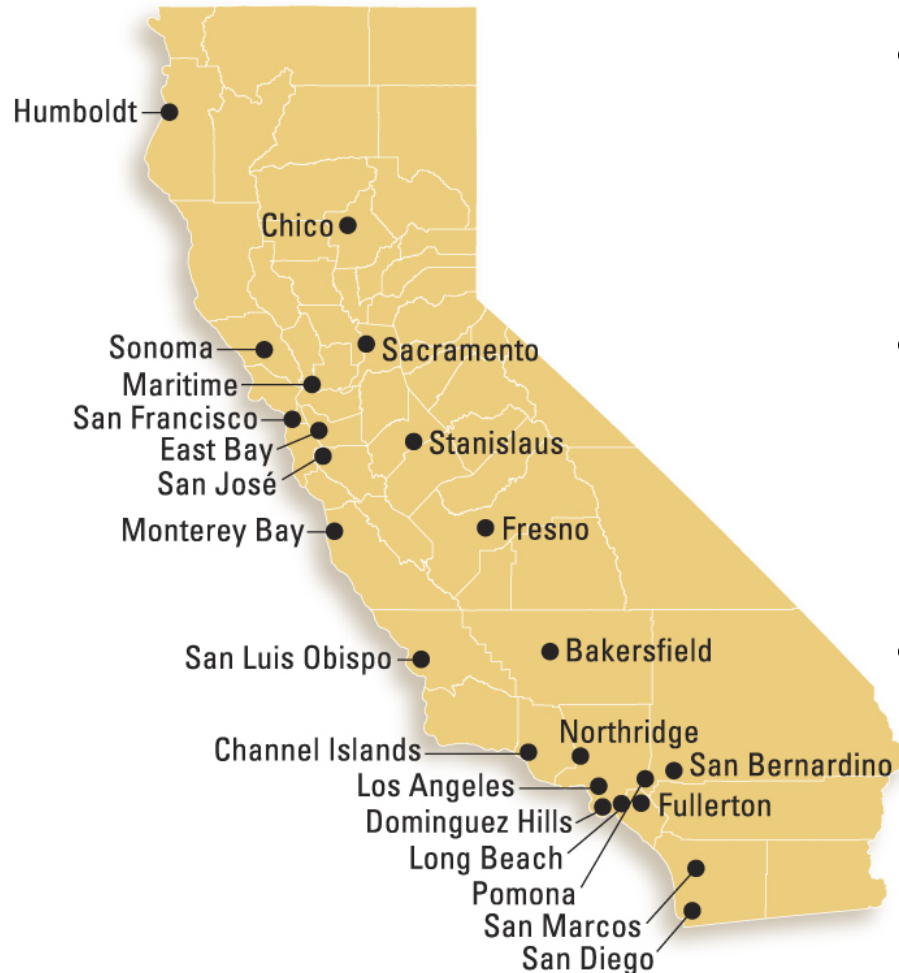 Humboldt
Chico
Sonoma
Sacramento
Maritime
San Francisco
East Bay
Stanislaus
San José
Monterey Bay
Fresno
San Luis Obispo
Bakersfield
Northridge
Channel Islands
San Bernardino
Los Angeles
Fullerton
Dominguez Hills
Long Beach
Pomona
San Marcos
San Diego